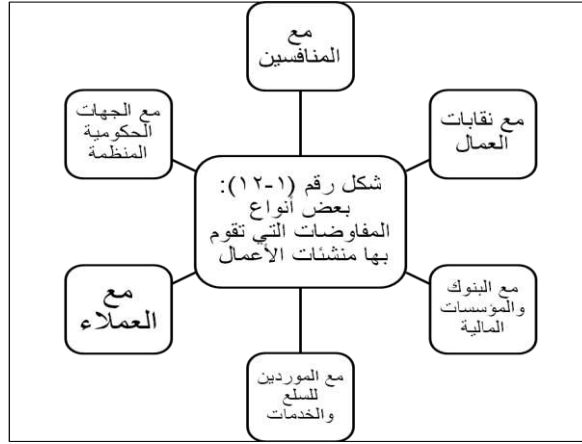 مع
المنافسين
مع نقابات
العمال
مع الجهات
الحكومية
المنظمة
شكل رقم (١-١٢):
بعض أنواع
المفاوضات التي تقوم
بها منشئات الأعمال
مع البنوك
والمؤسسات
المالية
مع
العملاء
مع الموردين
للسلع
والخدمات